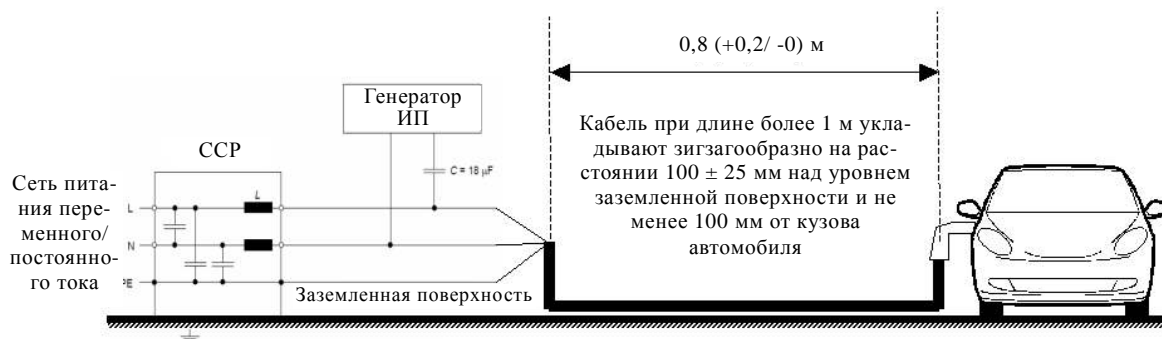 0,8 (+0,2/ -0) м
Генератор
ИП
ССР
C = 18 µF
Кабель при длине более 1 м укла-
дывают зигзагообразно на рас-
стоянии 100 ± 25 мм над уровнем
заземленной поверхности и не
менее 100 мм от кузова
автомобиля
Сеть пита-
ния пере-
менного/
постоянно-
го тока
L
L
N
PE
Заземленная поверхность